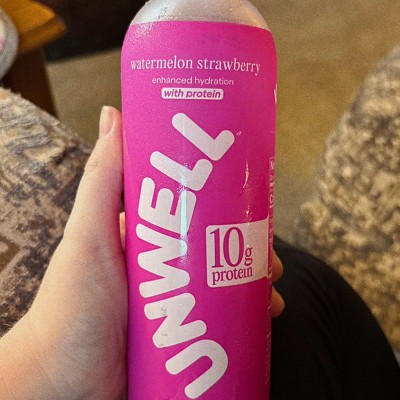 watermelon strawberry
enhanced hydration
with protein
UNWELL
10g
protein